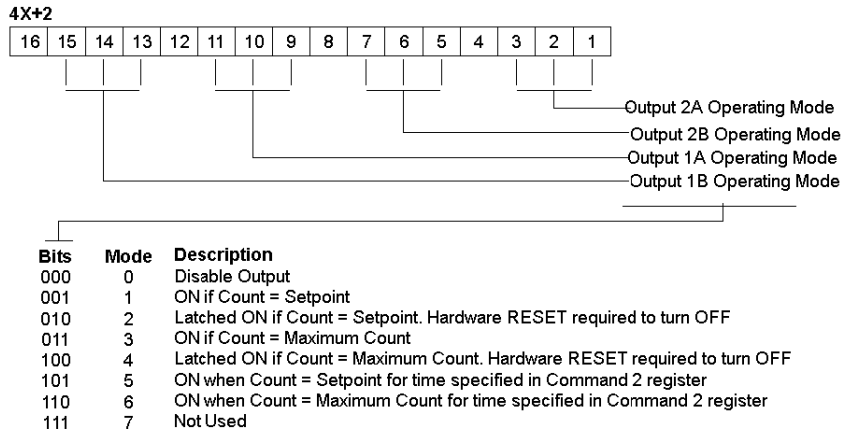 4X+2
16 15 14 13 12 11 10 9 8 7 6 5 4 3 2 1
Output 2A Operating Mode
Output 2B Operating Mode
Output 1A Operating Mode
Output 1B Operating Mode
Bits Mode Description
000 0 Disable Output
001 1 ON if Count = Setpoint
010 2 Latched ON if Count = Setpoint. Hardware RESET required to turn OFF
011 3 ON if Count = Maximum Count
100 4 Latched ON if Count = Maximum Count. Hardware RESET required to turn OFF
101 5 ON when Count = Setpoint for time specified in Command 2 register
110 6 ON when Count = Maximum Count for time specified in Command 2 register
111 7 Not Used